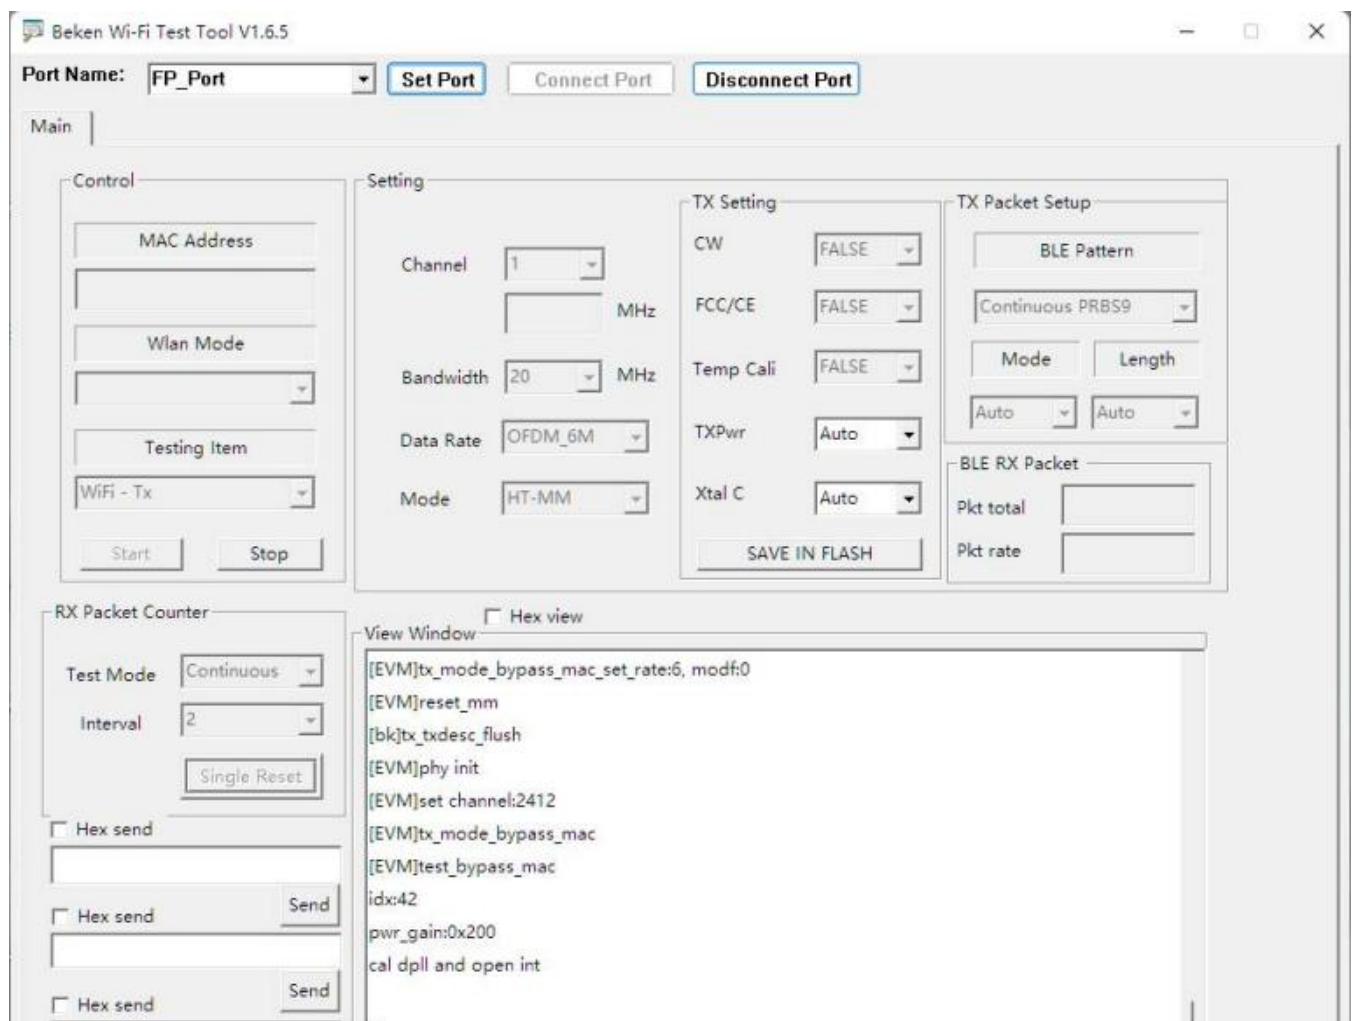 Beken Wi-Fi Test Tool V1.6.5
Port Name: FP_Port Set Port Connect Port Disconnect Port
Main
Control
MAC Address
Wlan Mode
Testing Item
WiFi - Tx
Start Stop
Setting
Channel 1
MHz
Bandwidth 20 MHz
Data Rate OFDM_6M
Mode HT-MM
TX Setting
CW FALSE
FCC/CE FALSE
Temp Cali FALSE
TXPwr Auto
Xtal C Auto
SAVE IN FLASH
TX Packet Setup
BLE Pattern
Continuous PRBS9
Mode Length
Auto Auto
BLE RX Packet
Pkt total
Pkt rate
RX Packet Counter
Test Mode Continuous
Interval 2
Single Reset
Hex send
Send
Hex send
Send
Hex send
Hex view
View Window
[EVM]tx_mode_bypass_mac_set_rate:6, modf:0
[EVM]reset_mm
[bk]tx_txdesc_flush
[EVM]phy init
[EVM]set channel:2412
[EVM]tx_mode_bypass_mac
[EVM]test_bypass_mac
idx:42
pwr_gain:0x200
cal dpll and open int